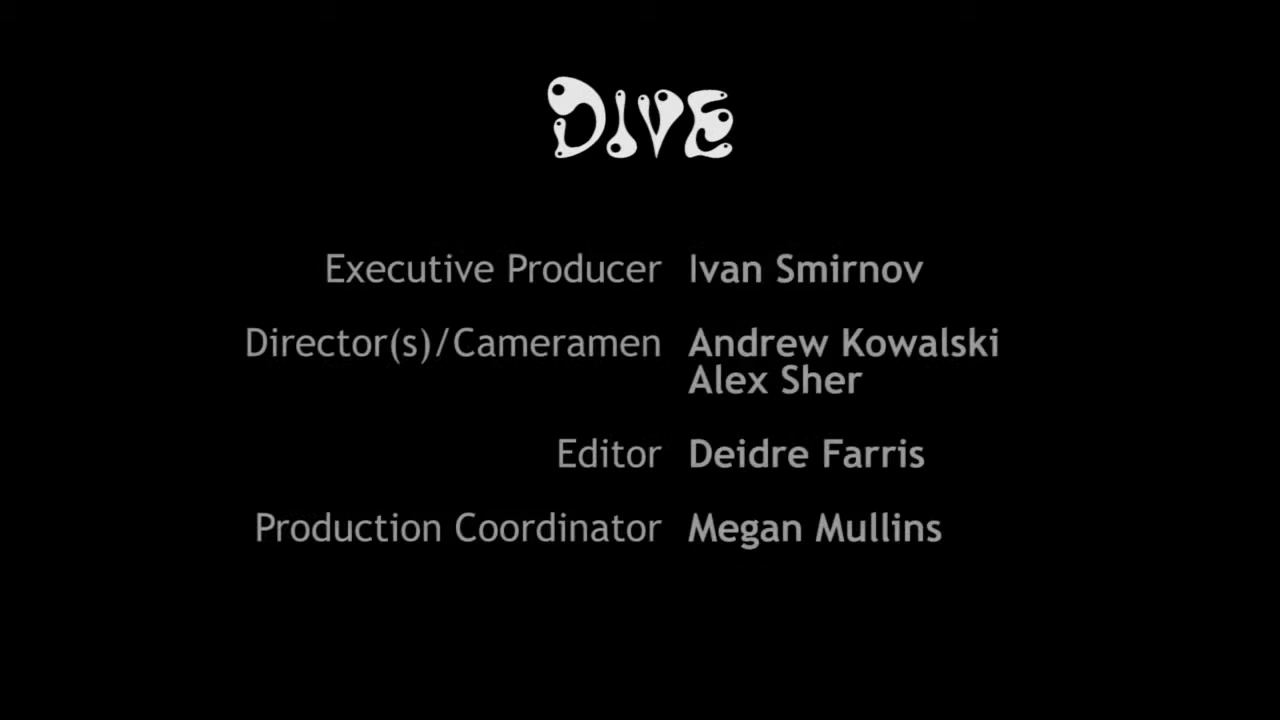 DIVE
Executive Producer Ivan Smirnov
Director(s)/Cameramen Andrew Kowalski
Alex Sher
Editor Deidre Farris
Production Coordinator Megan Mullins